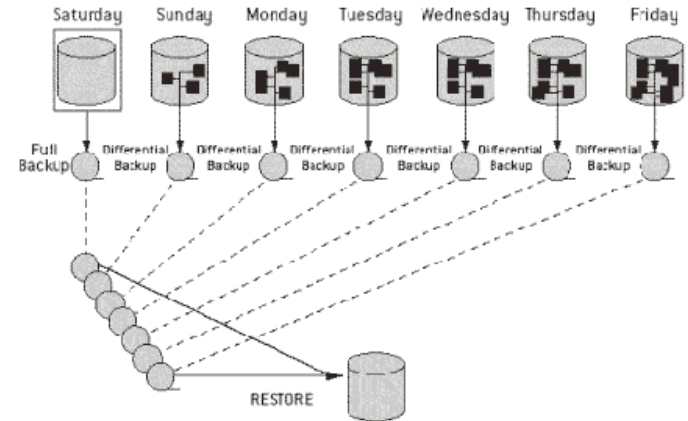 Saturday Sunday Monday Tuesday Wednesday Thursday Friday
Full
Backup
Differential
Backup
Differential
Backup
Differential
Backup
Differential
Backup
Differential
Backup
Differential
Backup
RESTORE